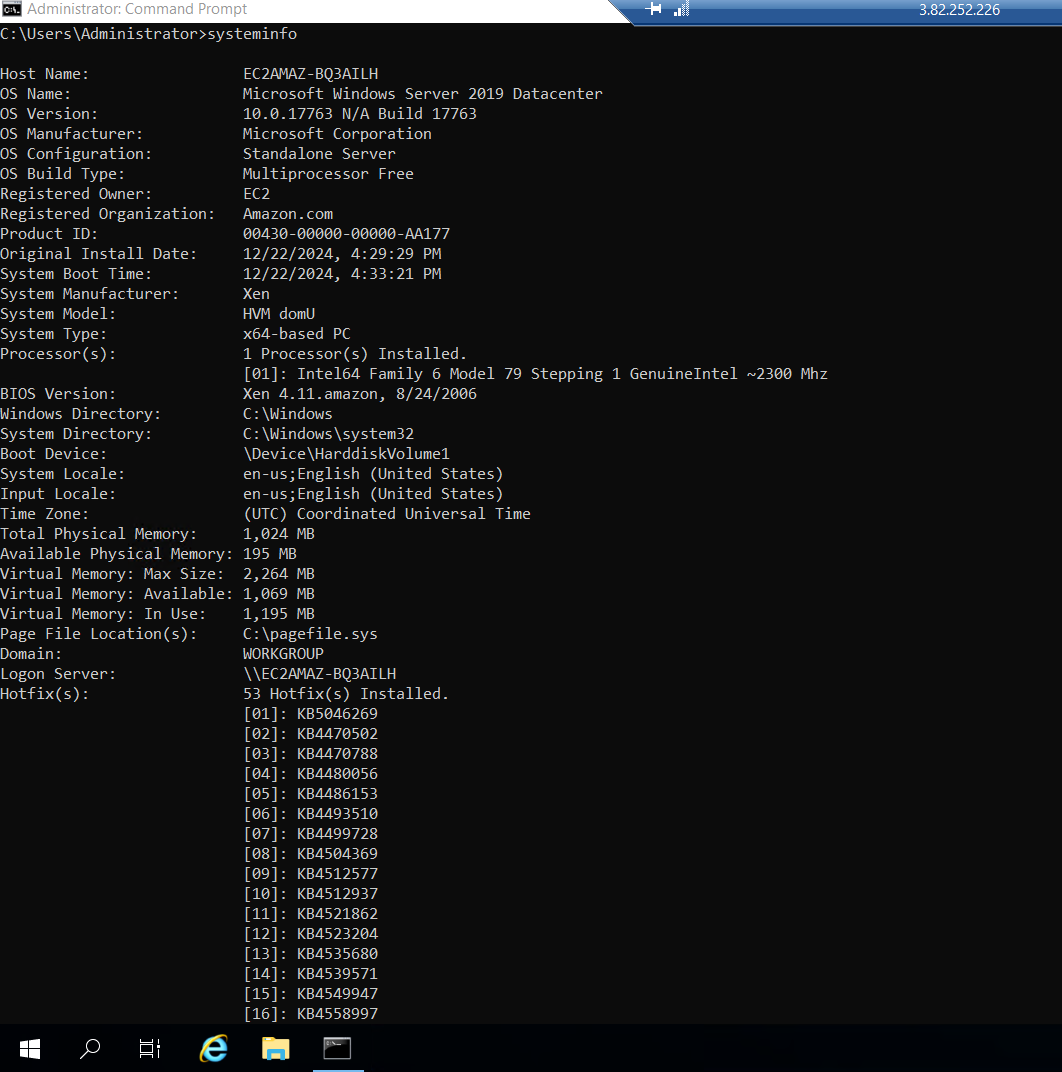 Administrator: Command Prompt
3.82.252.226
C:\Users\Administrator>systeminfo
Host Name: EC2AMAZ-BQ3AILH
OS Name: Microsoft Windows Server 2019 Datacenter
OS Version: 10.0.17763 N/A Build 17763
OS Manufacturer: Microsoft Corporation
OS Configuration: Standalone Server
OS Build Type: Multiprocessor Free
Registered Owner: EC2
Registered Organization: Amazon.com
Product ID: 00430-00000-00000-AA177
Original Install Date: 12/22/2024, 4:29:29 PM
System Boot Time: 12/22/2024, 4:33:21 PM
System Manufacturer: Xen
System Model: HVM domU
System Type: x64-based PC
Processor(s): 1 Processor(s) Installed.
[01]: Intel64 Family 6 Model 79 Stepping 1 GenuineIntel ~2300 Mhz
BIOS Version: Xen 4.11.amazon, 8/24/2006
Windows Directory: C:\Windows
System Directory: C:\Windows\system32
Boot Device: \Device\HarddiskVolume1
System Locale: en-us;English (United States)
Input Locale: en-us;English (United States)
Time Zone: (UTC) Coordinated Universal Time
Total Physical Memory: 1,024 MB
Available Physical Memory: 195 MB
Virtual Memory: Max Size: 2,264 MB
Virtual Memory: Available: 1,069 MB
Virtual Memory: In Use: 1,195 MB
Page File Location(s): C:\pagefile.sys
Domain: WORKGROUP
Logon Server: \\EC2AMAZ-BQ3AILH
Hotfix(s): 53 Hotfix(s) Installed.
[01]: KB5046269
[02]: KB4470502
[03]: KB4470788
[04]: KB4480056
[05]: KB4486153
[06]: KB4493510
[07]: KB4499728
[08]: KB4504369
[09]: KB4512577
[10]: KB4512937
[11]: KB4521862
[12]: KB4523204
[13]: KB4535680
[14]: KB4539571
[15]: KB4549947
[16]: KB4558997